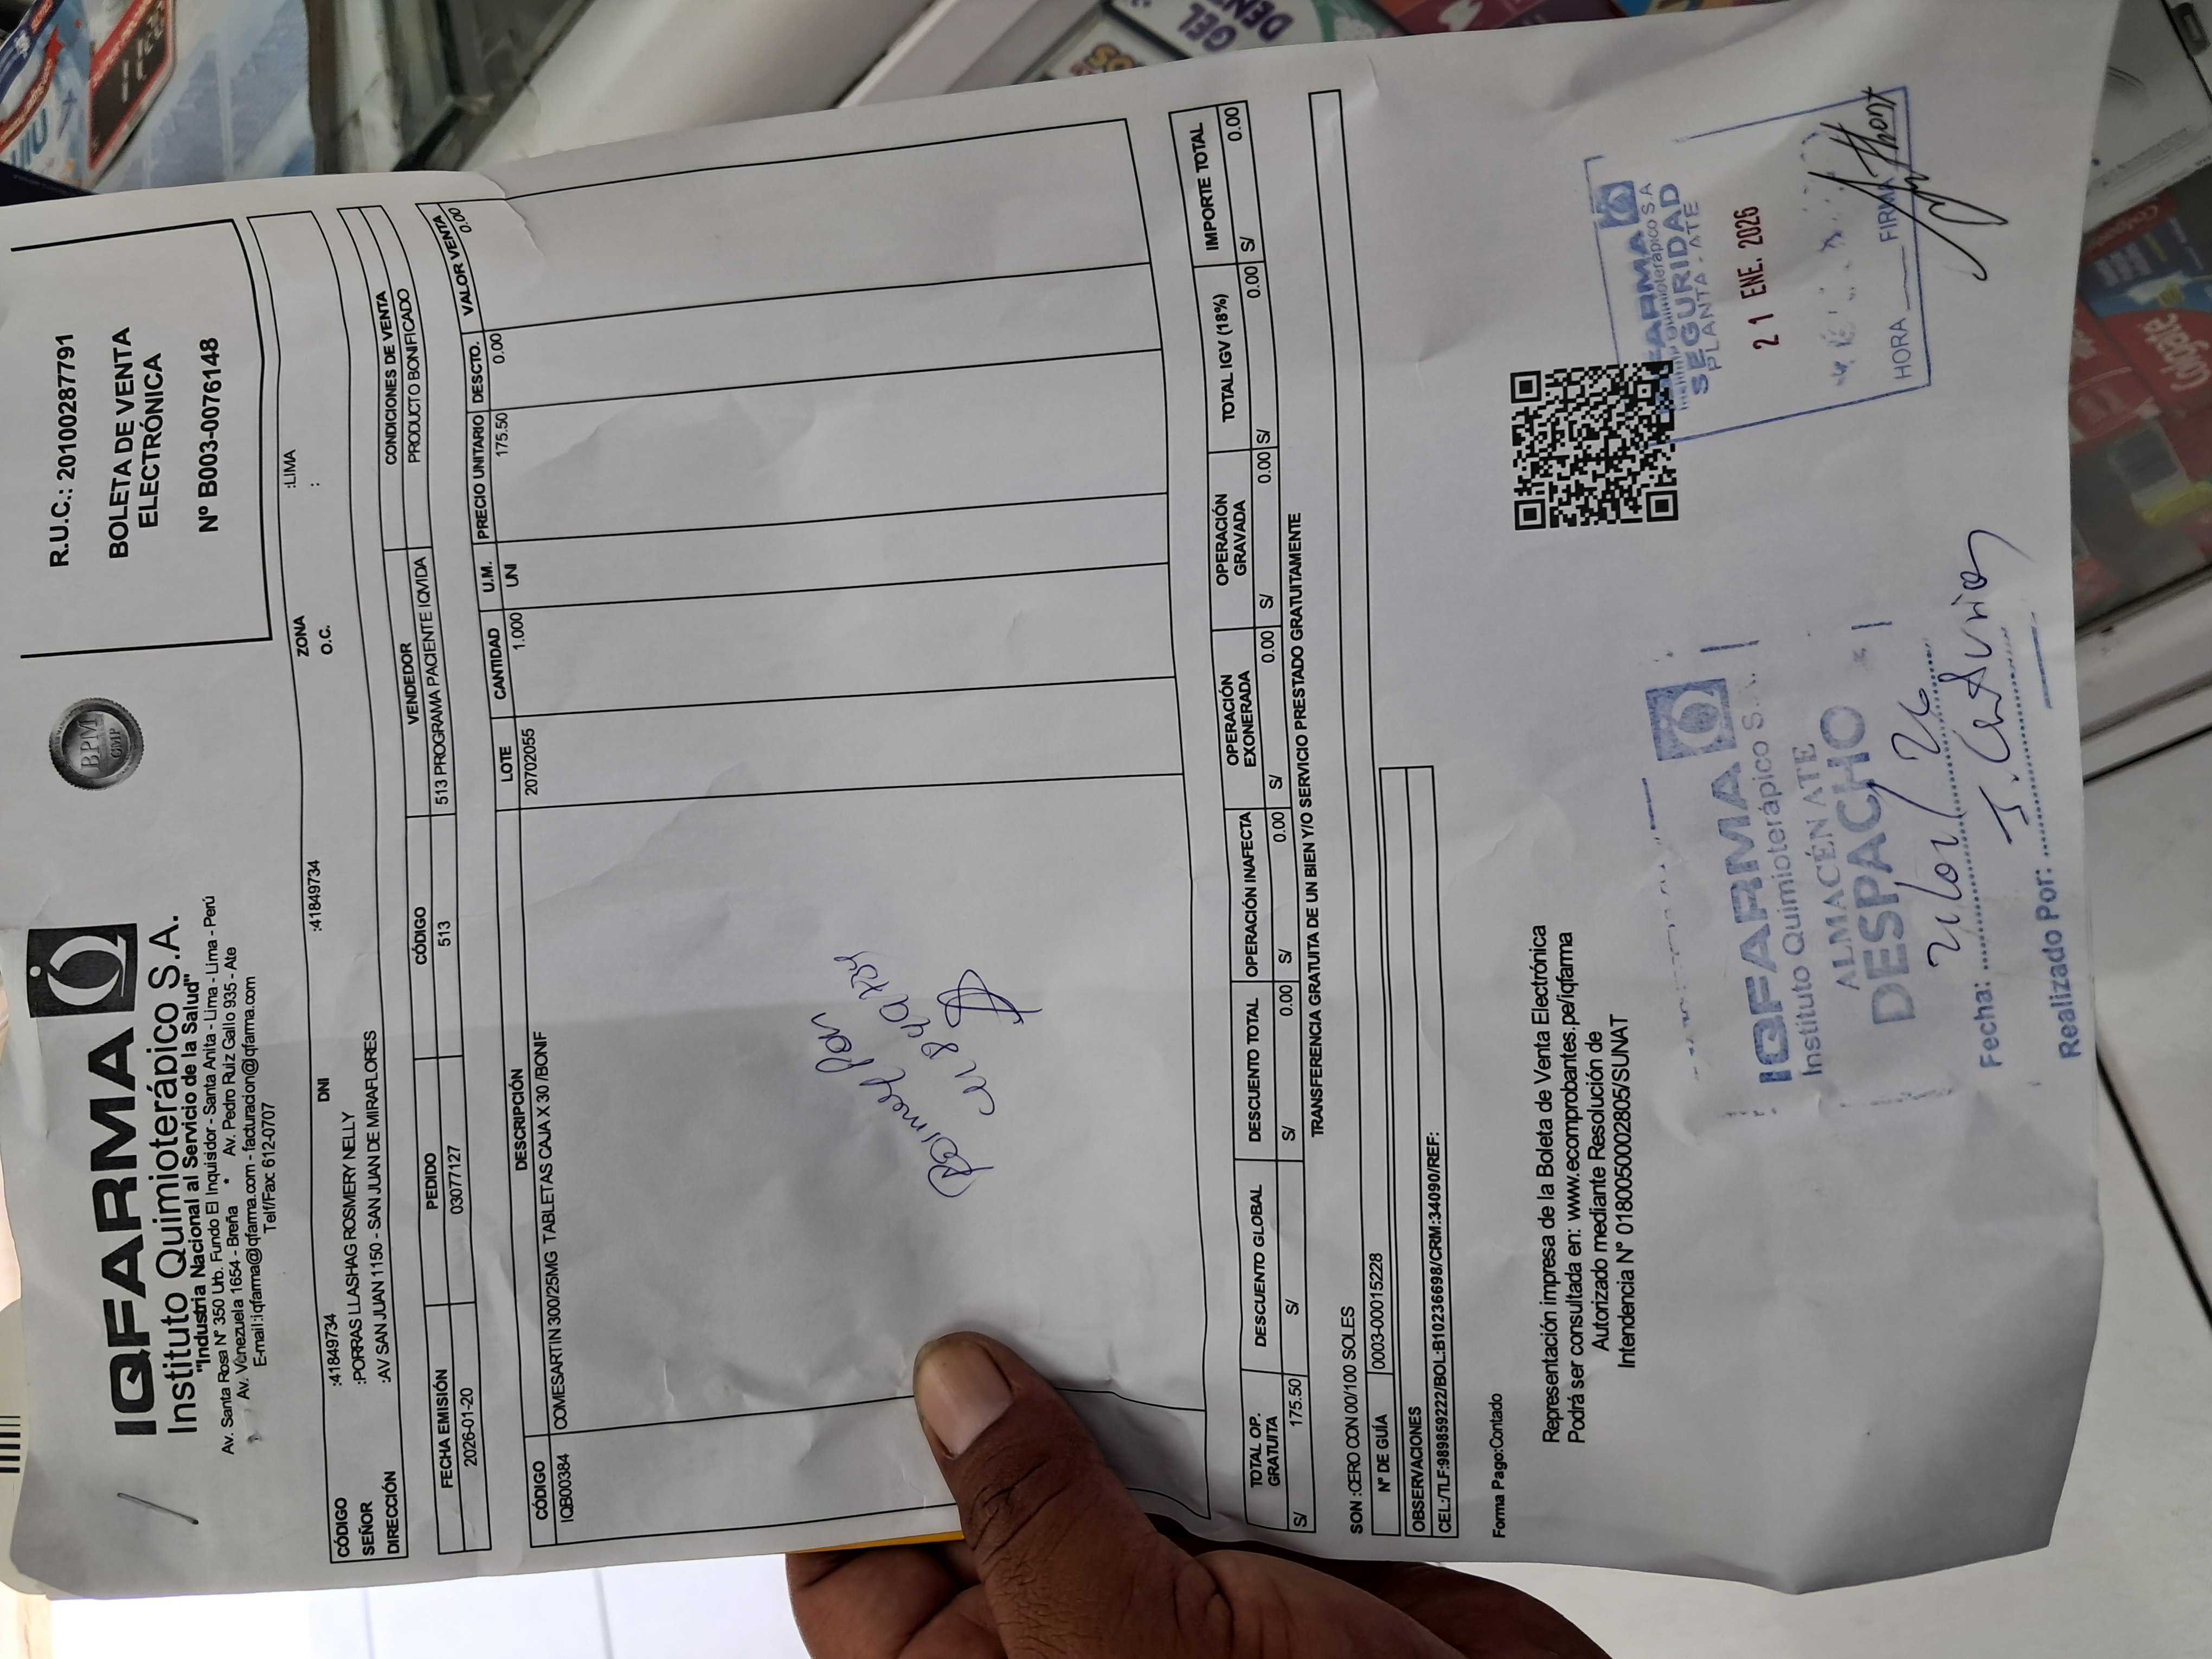 IQFARMA
Instituto Quimioterápico S.A.
"Industria Nacional al Servicio de la Salud"
Av. Santa Rosa N° 350 Urb. Fundo El Inquisidor - Santa Anita - Lima - Perú
Av. Venezuela 1654 - Breña * Av. Pedro Ruiz Gallo 935 - Ate
E-mail:iqfarma@iqfarma.com - facturacion@iqfarma.com
Telf/Fax: 612-0707
BPM
GMP
R.U.C.: 20100287791
BOLETA DE VENTA
ELECTRÓNICA
N° B003-0076148
CÓDIGO :41849734 DNI :41849734 ZONA :LIMA
SEÑOR :PORRAS LLASHAG ROSMERY NELLY O.C. :
DIRECCIÓN :AV SAN JUAN 1150 - SAN JUAN DE MIRAFLORES
FECHA EMISIÓN PEDIDO CÓDIGO VENDEDOR CONDICIONES DE VENTA
2026-01-20 03077127 513 513 PROGRAMA PACIENTE IQVIDA PRODUCTO BONIFICADO
CÓDIGO DESCRIPCIÓN LOTE CANTIDAD U.M. PRECIO UNITARIO DESCTO. VALOR VENTA
IQB00384 COMESARTIN 300/25MG TABLETAS CAJA X 30 /BONIF 20702055 1.000 UNI 175.50 0.00 0.00
TOTAL OP. GRATUITA DESCUENTO GLOBAL DESCUENTO TOTAL OPERACIÓN INAFECTA OPERACIÓN EXONERADA OPERACIÓN GRAVADA TOTAL IGV (18%) IMPORTE TOTAL
S/ 175.50 S/ S/ 0.00 S/ 0.00 S/ 0.00 S/ 0.00 S/ 0.00 S/ 0.00
TRANSFERENCIA GRATUITA DE UN BIEN Y/O SERVICIO PRESTADO GRATUITAMENTE
SON :CERO CON 00/100 SOLES
N° DE GUÍA 0003-00015228
OBSERVACIONES
CEL:/TLF:989859222/BOL:B10236698/CRM:34090/REF:
Forma Pago:Contado
Representación impresa de la Boleta de Venta Electrónica
Podrá ser consultada en: www.ecomprobantes.pe/iqfarma
Autorizado mediante Resolución de
Intendencia N° 0180050002805/SUNAT
IQFARMA
Instituto Quimioterápico S.A.
ALMACÉN ATE
DESPACHO
Fecha: 21/01/26
Realizado Por:
IQFARMA
Instituto Quimioterápico S.A
SEGURIDAD
PLANTA - ATE
21 ENE. 2026
HORA FIRMA
Colgate
GEL